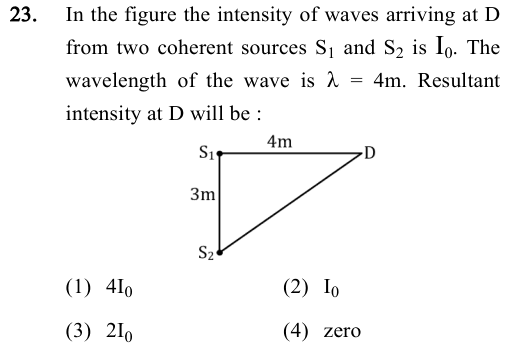 23. In the figure the intensity of waves arriving at D
from two coherent sources S₁ and S₂ is I₀. The
wavelength of the wave is λ = 4m. Resultant
intensity at D will be :
4m
S₁ D
3m
S₂
(1) 4I₀ (2) I₀
(3) 2I₀ (4) zero